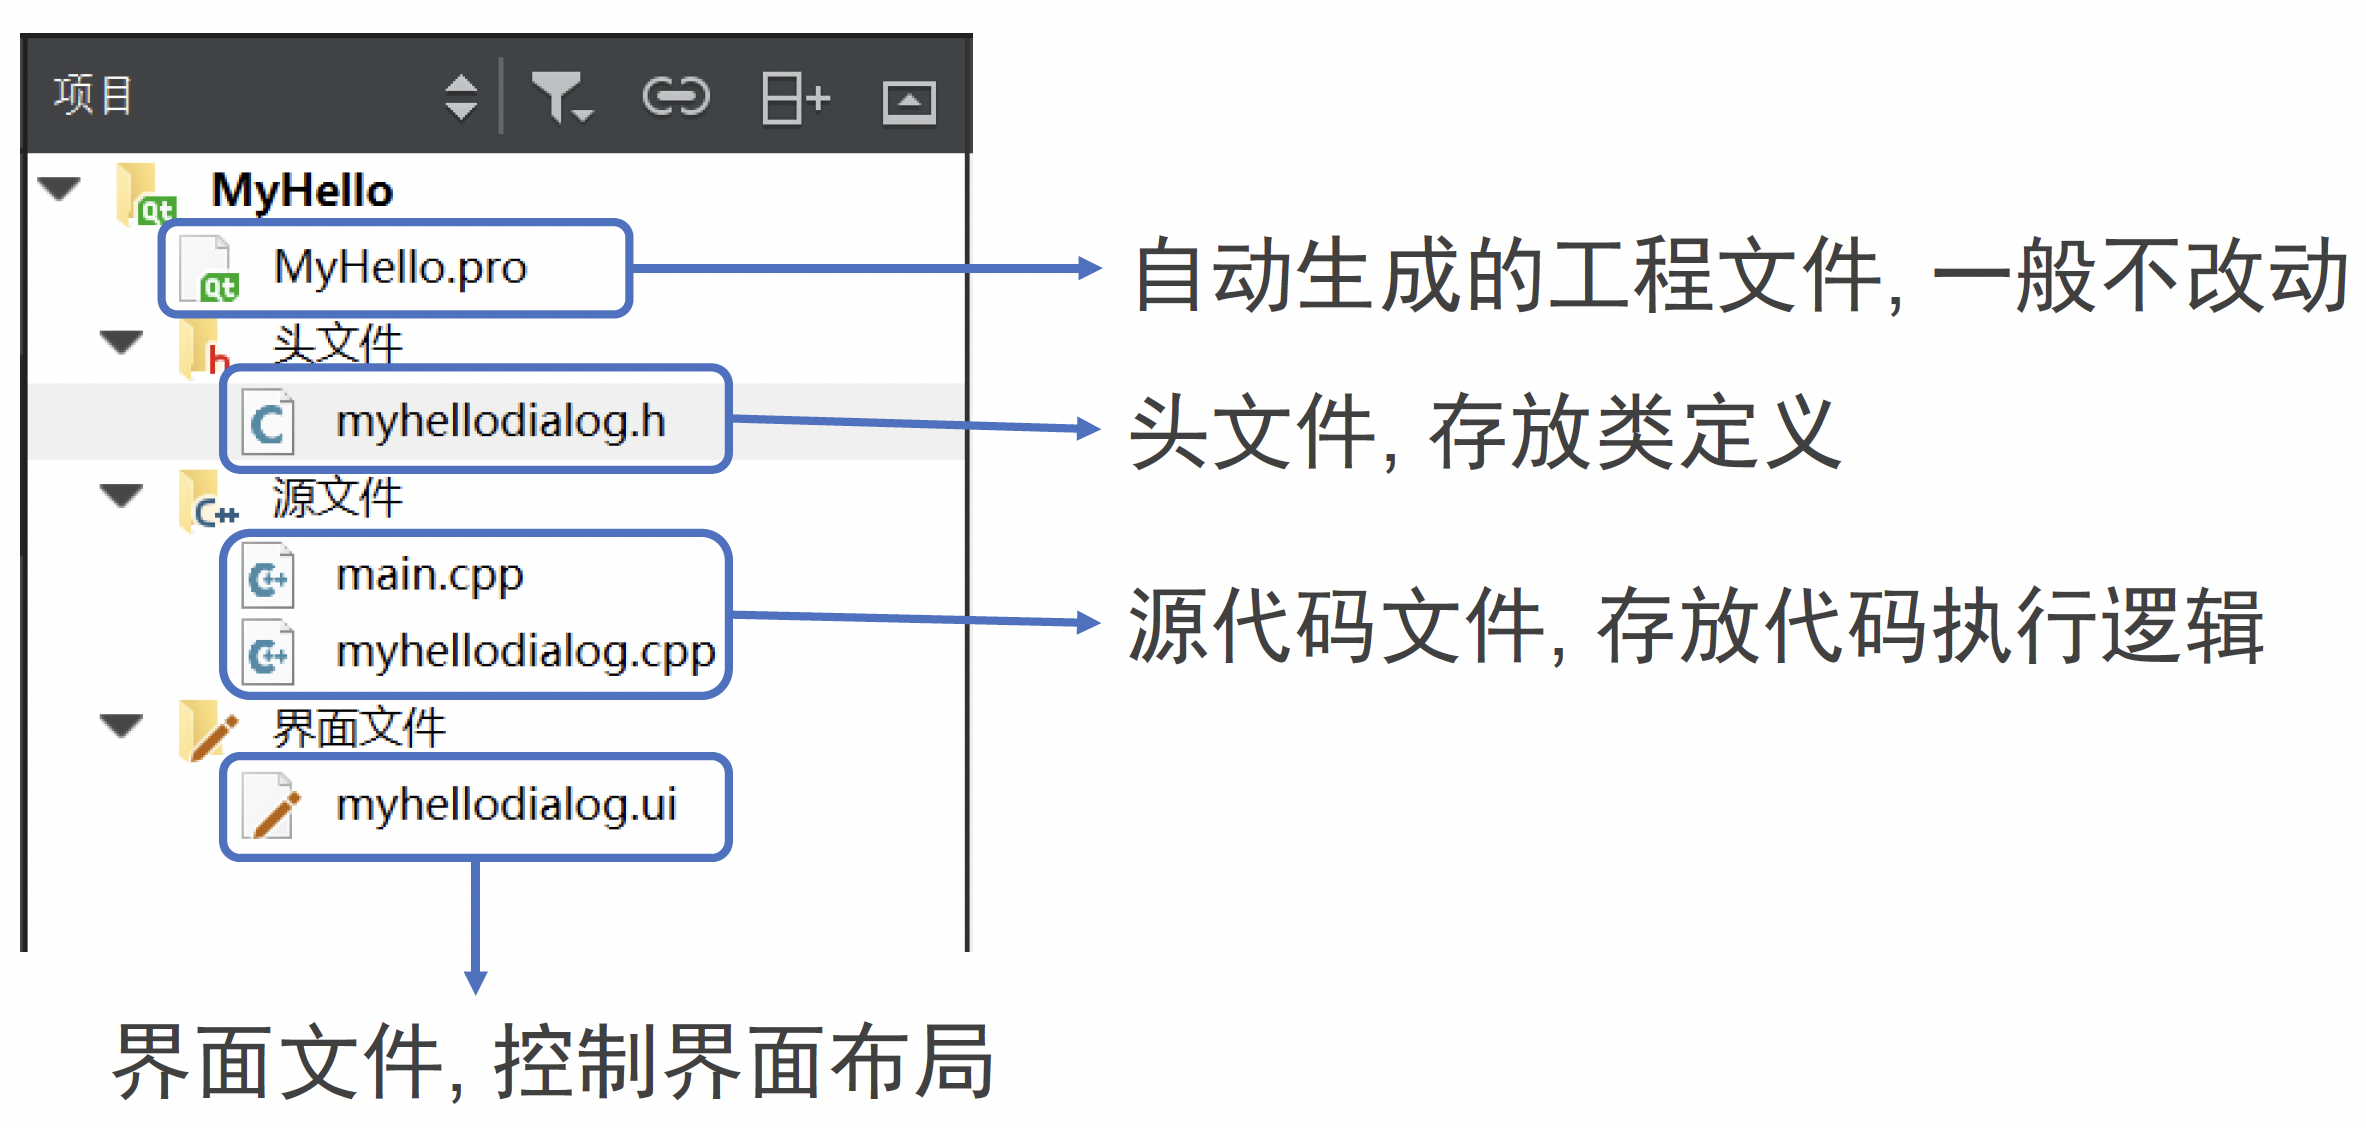 项目
MyHello
MyHello.pro
自动生成的工程文件, 一般不改动
头文件
myhellodialog.h
头文件, 存放类定义
源文件
main.cpp
源代码文件, 存放代码执行逻辑
myhellodialog.cpp
界面文件
myhellodialog.ui
界面文件, 控制界面布局